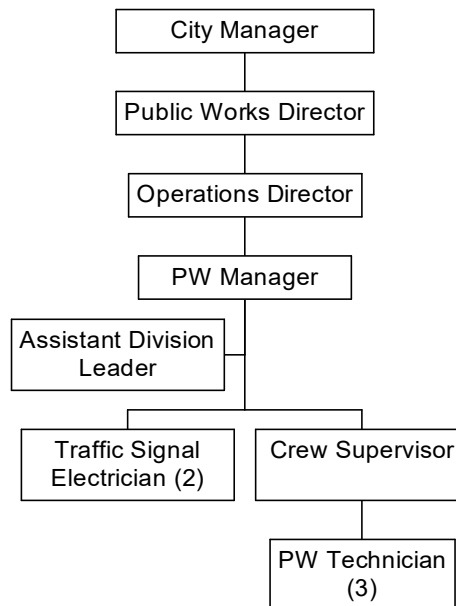 City Manager
Public Works Director
Operations Director
PW Manager
Assistant Division
Leader
Traffic Signal
Electrician (2)
Crew Supervisor
PW Technician
(3)